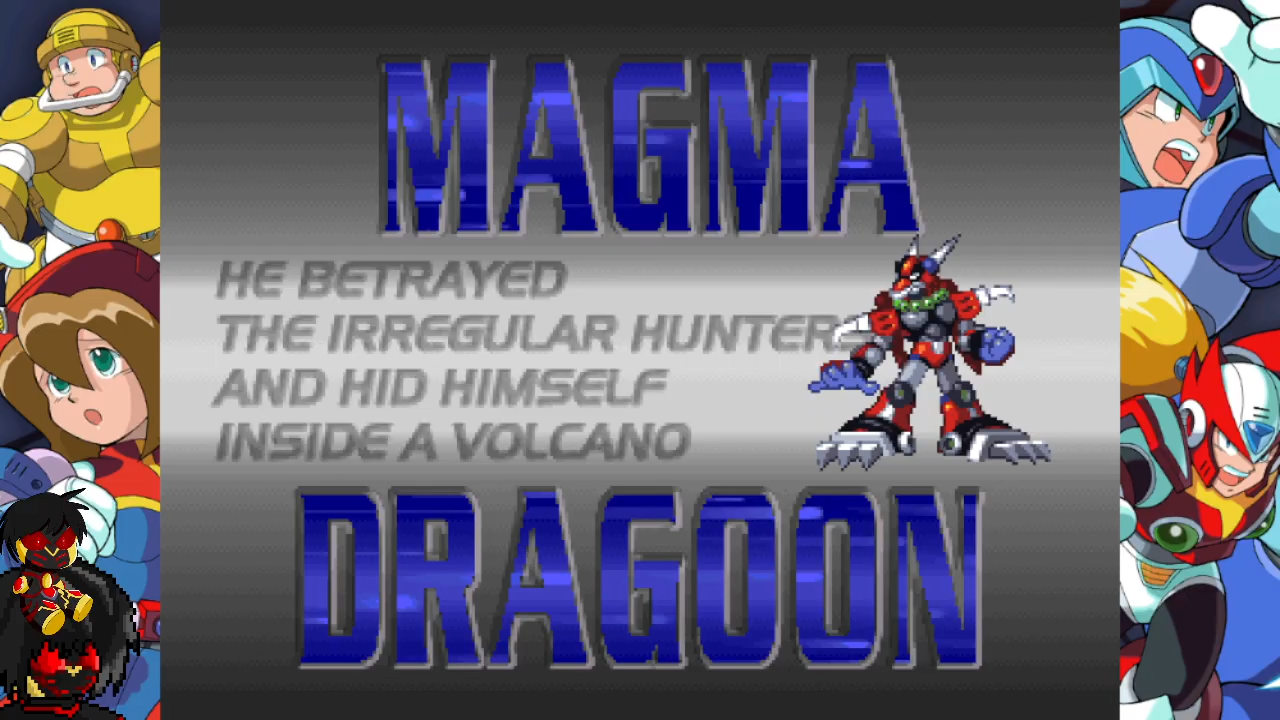 MAGMA
HE BETRAYED
THE IRREGULAR HUNTERS
AND HID HIMSELF
INSIDE A VOLCANO
DRAGOON